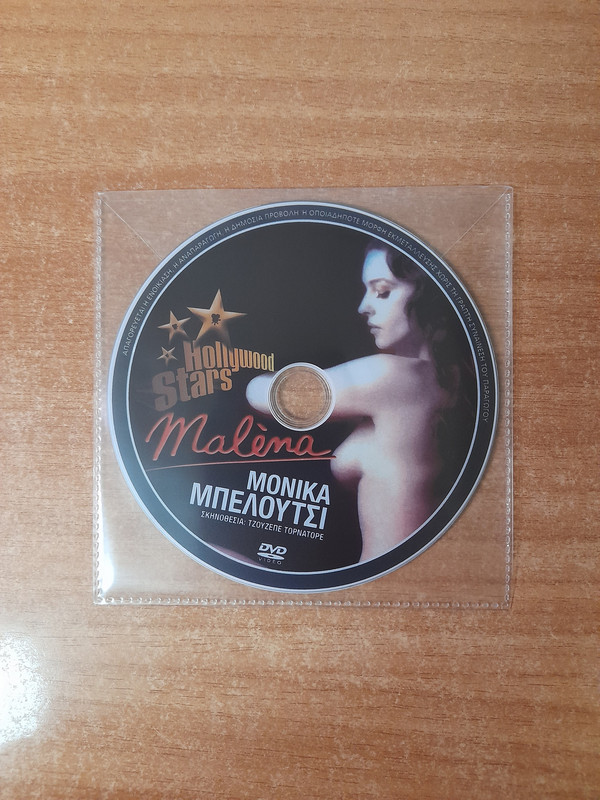 ΑΠΑΓΟΡΕΥΕΤΑΙ Η ΕΝΟΙΚΙΑΣΗ, Η ΑΝΑΠΑΡΑΓΩΓΗ, Η ΔΗΜΟΣΙΑ ΠΡΟΒΟΛΗ Ή ΟΠΟΙΑΔΗΠΟΤΕ ΜΟΡΦΗ ΕΚΜΕΤΑΛΛΕΥΣΗΣ ΧΩΡΙΣ ΤΗ ΓΡΑΠΤΗ ΣΥΝΑΙΝΕΣΗ ΤΟΥ ΠΑΡΑΓΩΓΟΥ
Hollywood
Stars
Malèna
ΜΟΝΙΚΑ
ΜΠΕΛΟΥΤΣΙ
ΣΚΗΝΟΘΕΣΙΑ: ΤΖΟΥΖΕΠΕ ΤΟΡΝΑΤΟΡΕ
DVD
VIDEO